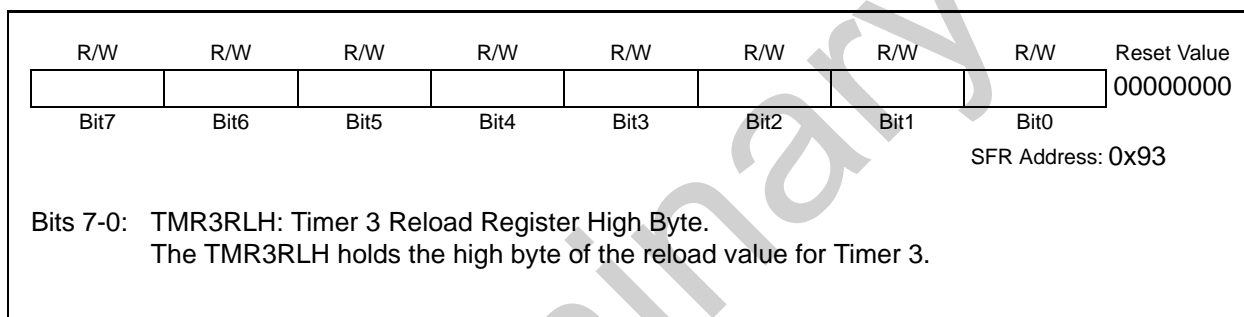 R/W R/W R/W R/W R/W R/W R/W R/W Reset Value
00000000
Bit7 Bit6 Bit5 Bit4 Bit3 Bit2 Bit1 Bit0
SFR Address: 0x93
Bits 7-0: TMR3RLH: Timer 3 Reload Register High Byte.
The TMR3RLH holds the high byte of the reload value for Timer 3.
inary